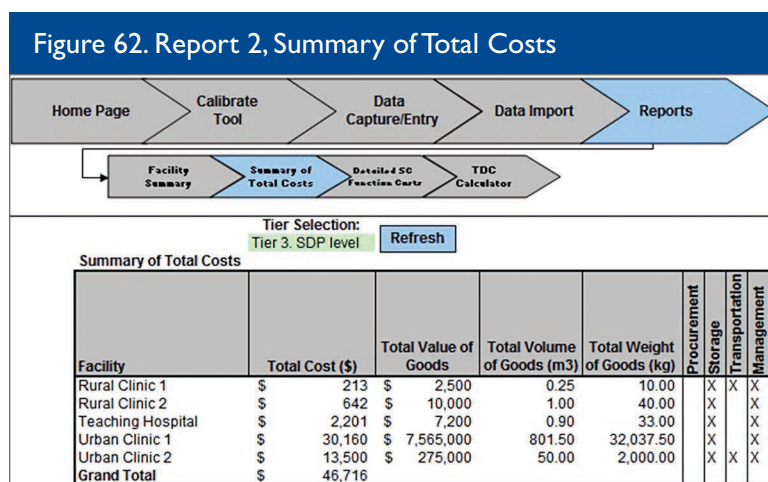 Figure 62. Report 2, Summary of Total Costs
Home Page
Calibrate
Tool
Data
Capture/Entry
Data Import
Reports
Facility
Summary
Summary of
Total Costs
Detailed SC
Function Costs
TDC
Calculator
Tier Selection:
Tier 3. SDP level
Refresh
Summary of Total Costs
Facility Total Cost ($) Total Value of Goods Total Volume of Goods (m3) Total Weight of Goods (kg) Procurement Storage Transportation Management
Rural Clinic 1 $ 213 $ 2,500 0.25 10.00 X X X
Rural Clinic 2 $ 642 $ 10,000 1.00 40.00 X X
Teaching Hospital $ 2,201 $ 7,200 0.90 33.00 X X
Urban Clinic 1 $ 30,160 $ 7,565,000 801.50 32,037.50 X X
Urban Clinic 2 $ 13,500 $ 275,000 50.00 2,000.00 X X X
Grand Total $ 46,716